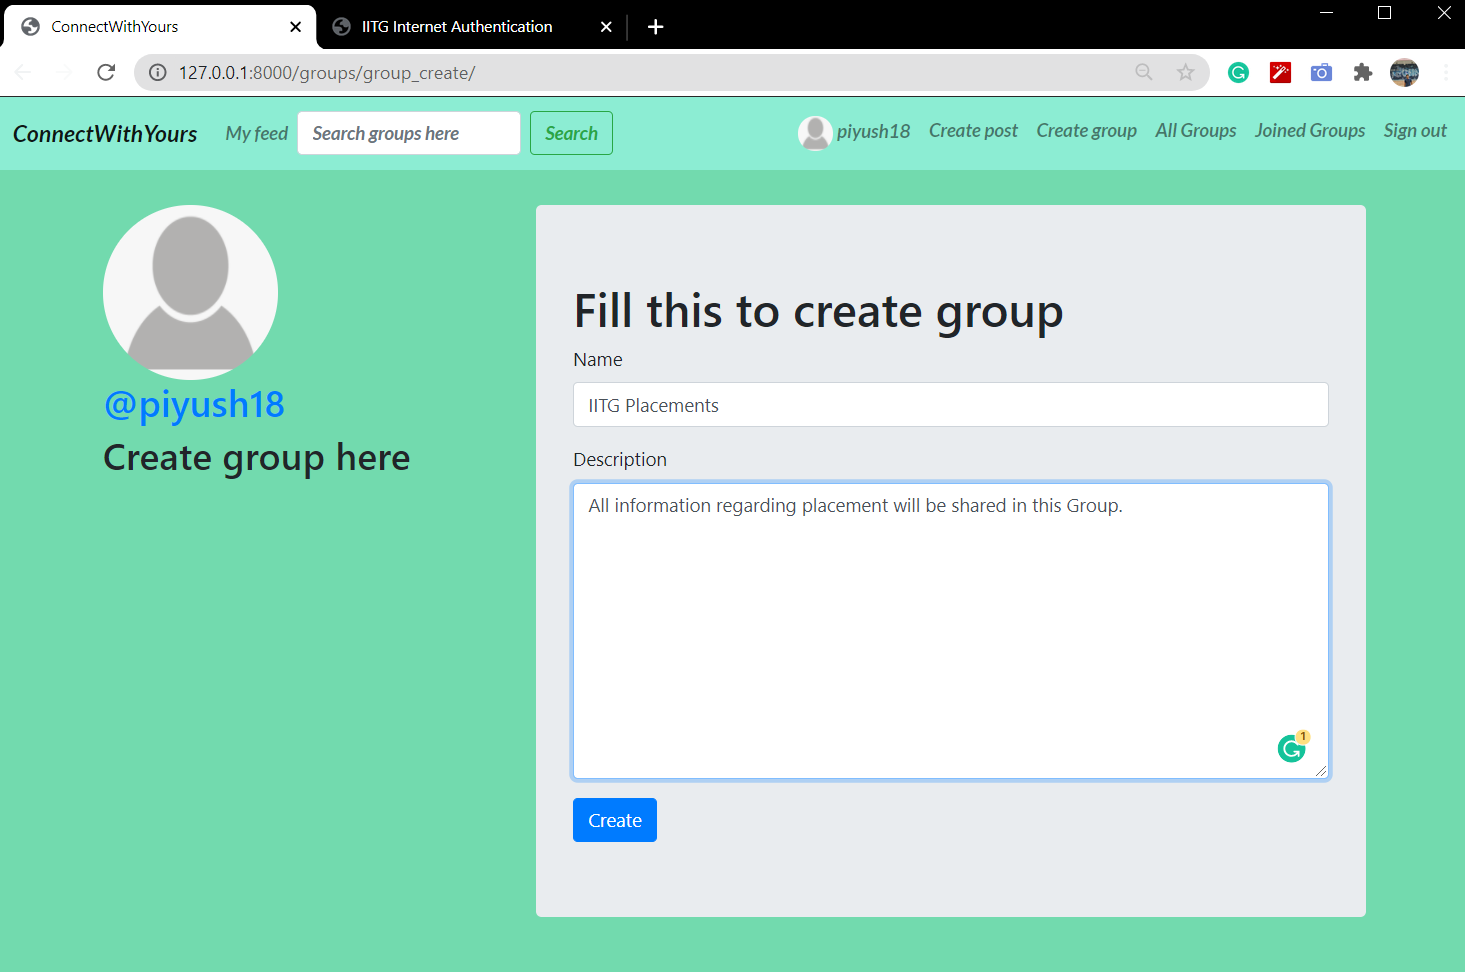 ConnectWithYours
IITG Internet Authentication
127.0.0.1:8000/groups/group_create/
ConnectWithYours My feed Search groups here Search piyush18 Create post Create group All Groups Joined Groups Sign out
@piyush18
Create group here
Fill this to create group
Name
IITG Placements
Description
All information regarding placement will be shared in this Group.
1
Create